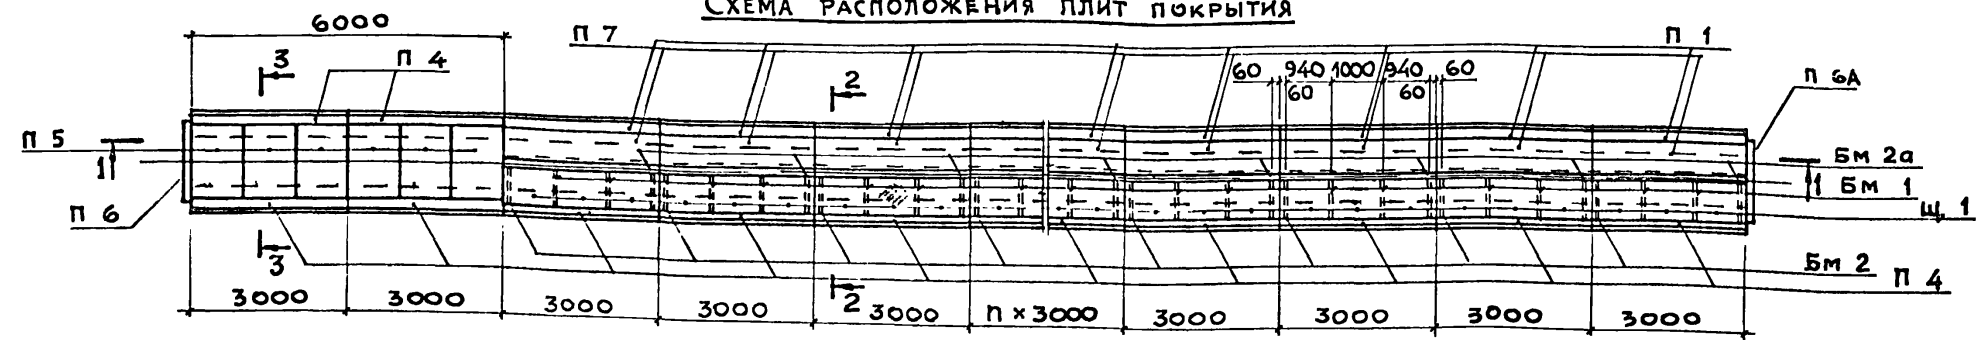 Схема расположения плит покрытия
6000
П 7
П 1
3
П 4
2
60 940 1000 940 60
60 60
П 6А
П 5
1
Бм 2а
1 Бм 1
П 6
Щ. 1
3
Бм 2
П 4
2
3000 3000 3000 3000 3000 п × 3000 3000 3000 3000 3000